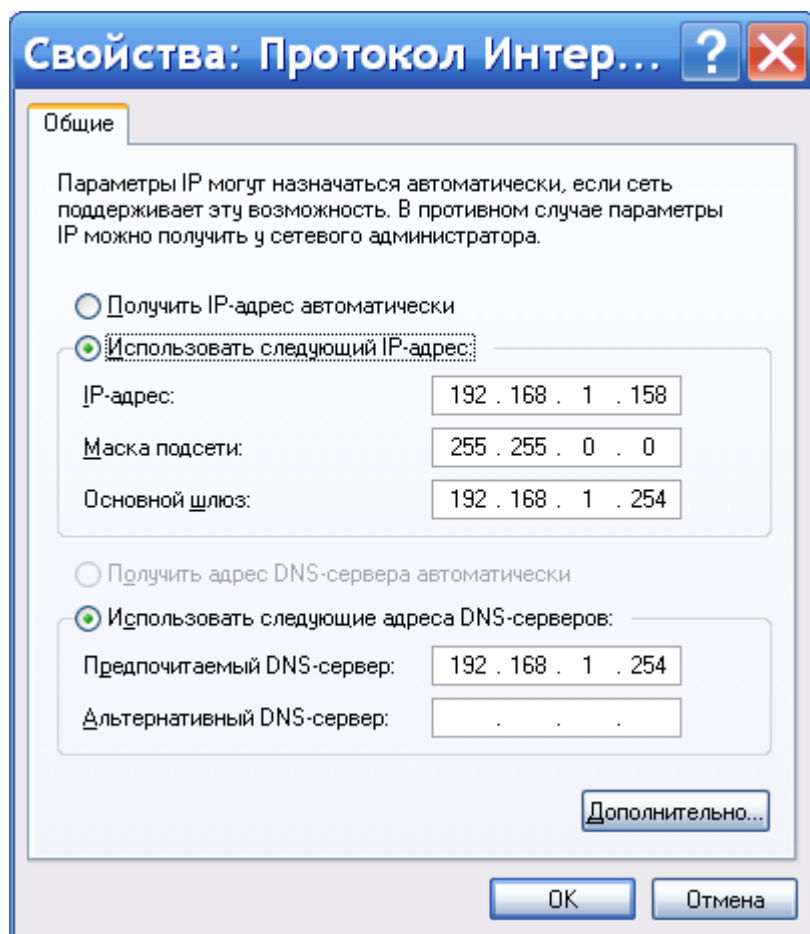 Свойства: Протокол Интер...
Общие
Параметры IP могут назначаться автоматически, если сеть
поддерживает эту возможность. В противном случае параметры
IP можно получить у сетевого администратора.
Получить IP-адрес автоматически
Использовать следующий IP-адрес:
IP-адрес: 192 . 168 . 1 . 158
Маска подсети: 255 . 255 . 0 . 0
Основной шлюз: 192 . 168 . 1 . 254
Получить адрес DNS-сервера автоматически
Использовать следующие адреса DNS-серверов:
Предпочитаемый DNS-сервер: 192 . 168 . 1 . 254
Альтернативный DNS-сервер: . . .
Дополнительно...
OK Отмена